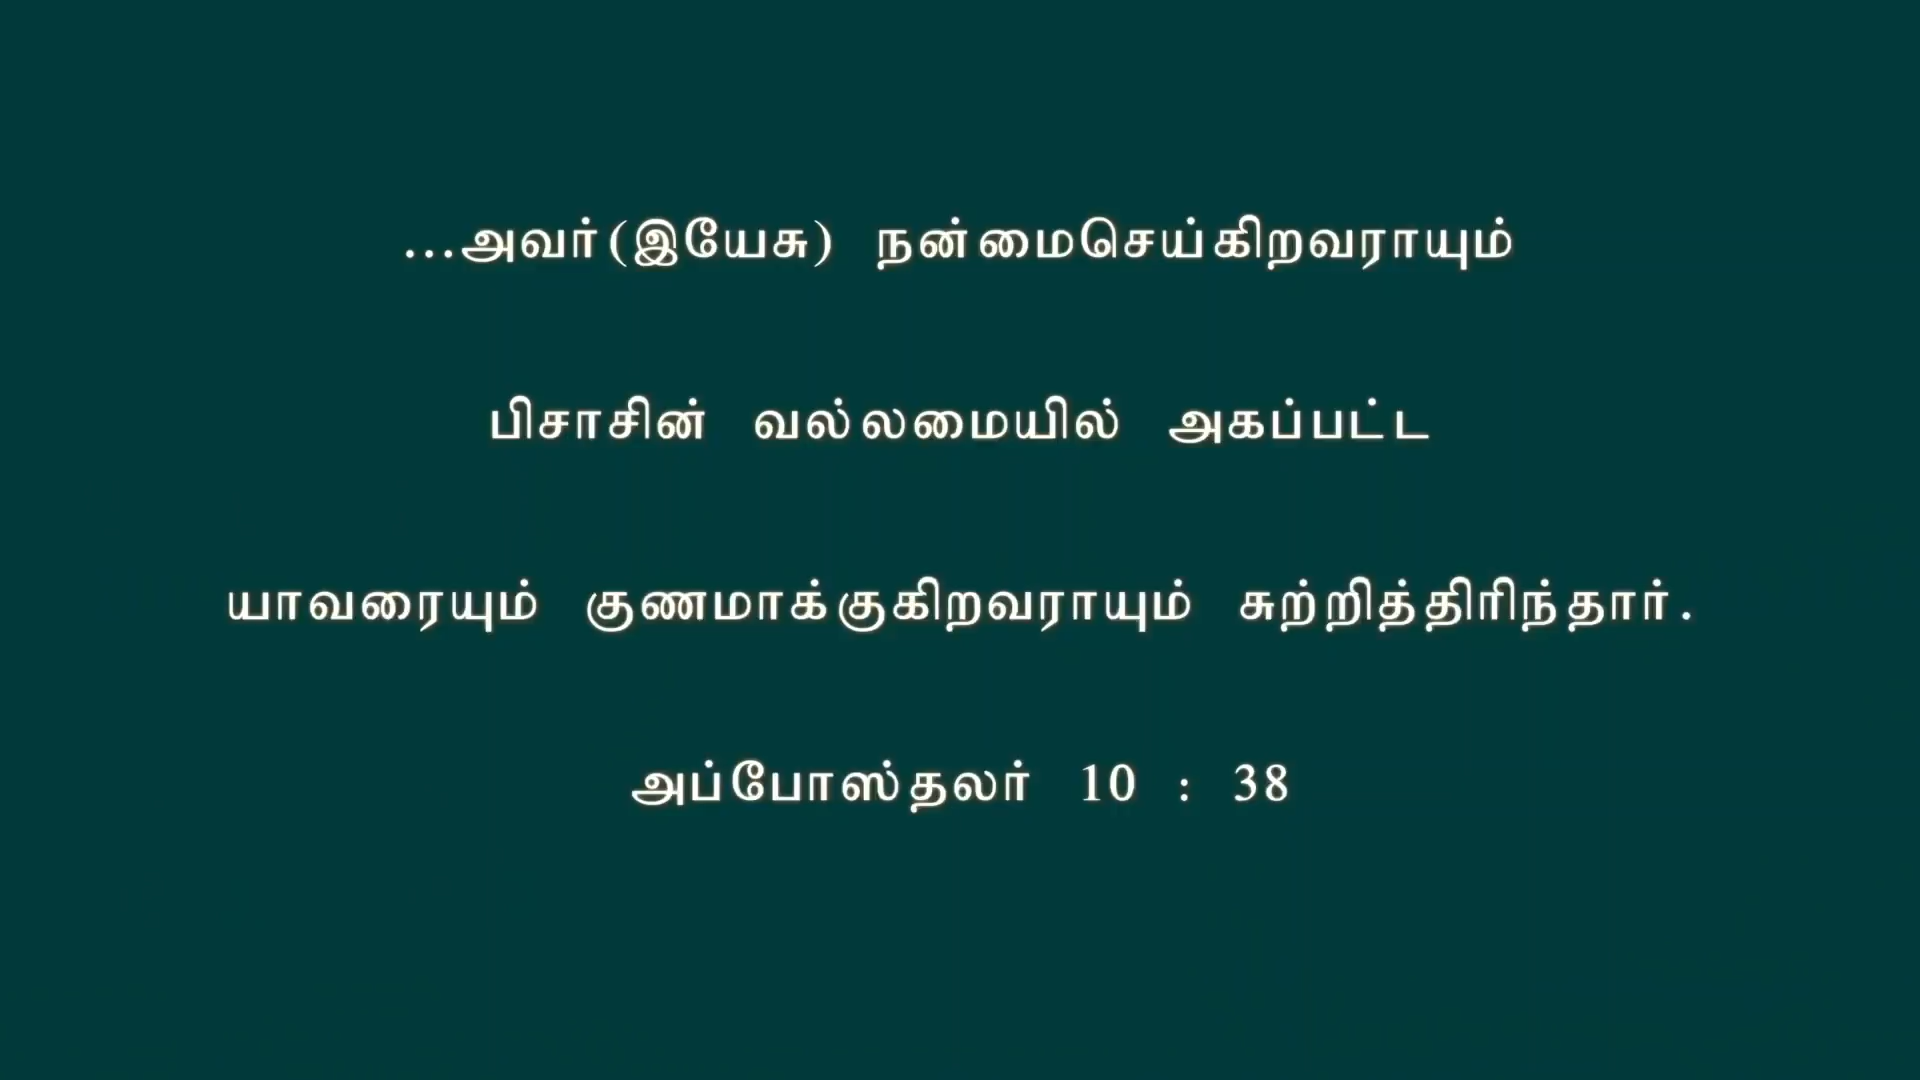 ...அவர்(இயேசு) நன்மைசெய்கிறவராயும்
பிசாசின் வல்லமையில் அகப்பட்ட
யாவரையும் குணமாக்குகிறவராயும் சுற்றித்திரிந்தார்.
அப்போஸ்தலர் 10 : 38